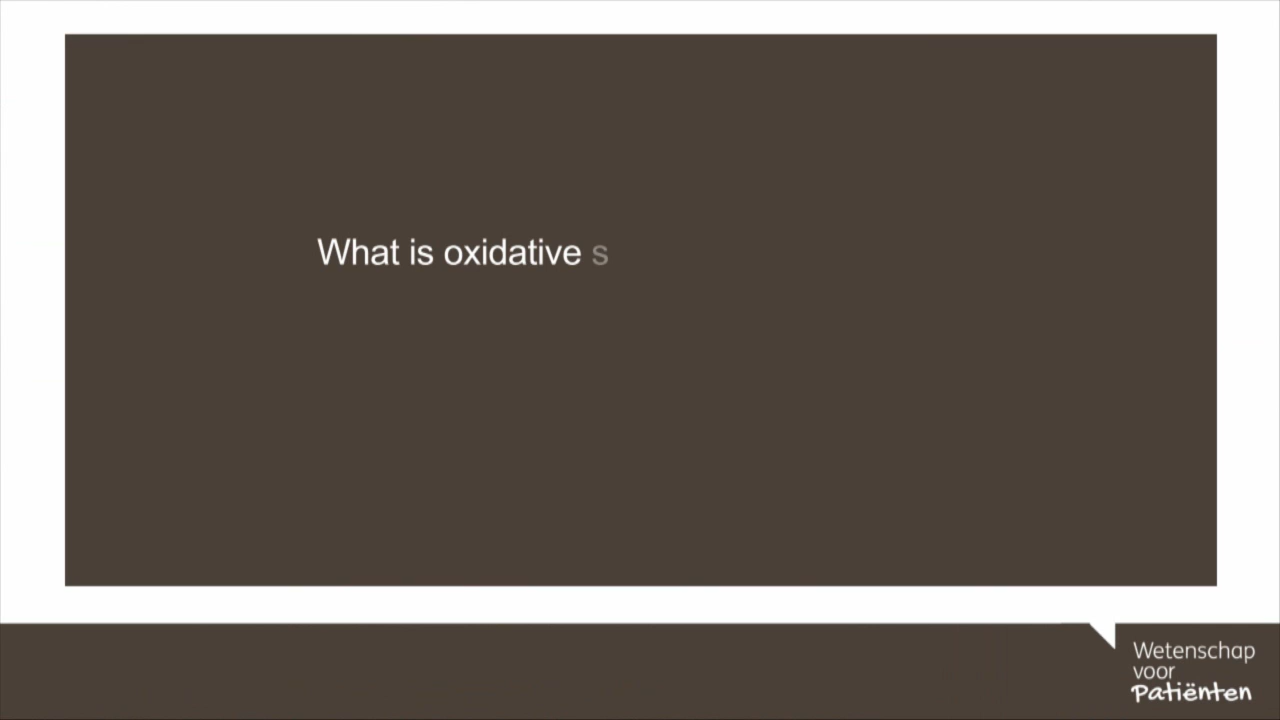 What is oxidative s
Wetenschap
voor
Patiënten